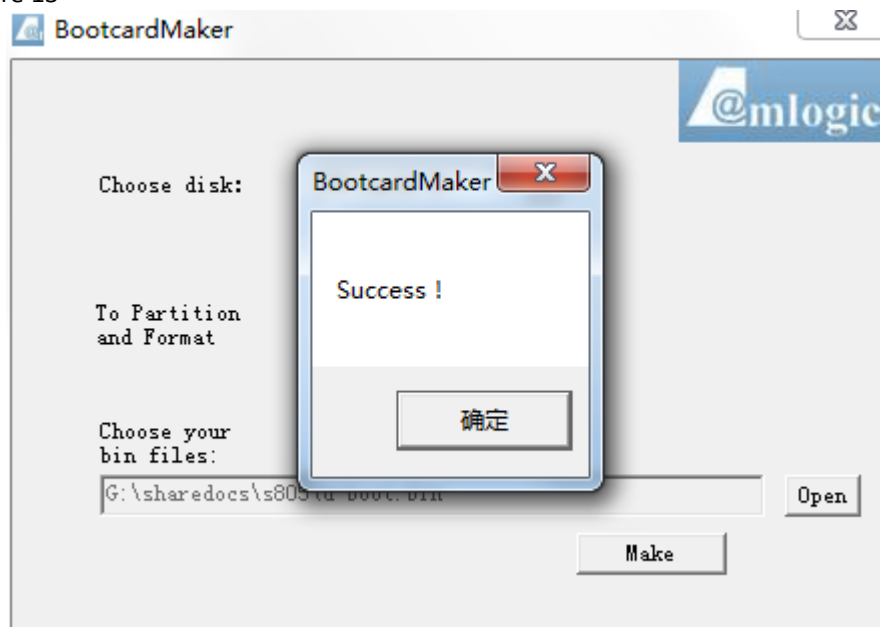 BootcardMaker
@mlogic
Choose disk:
BootcardMaker
Success！
To Partition
and Format
确定
Choose your
bin files:
Open
Make